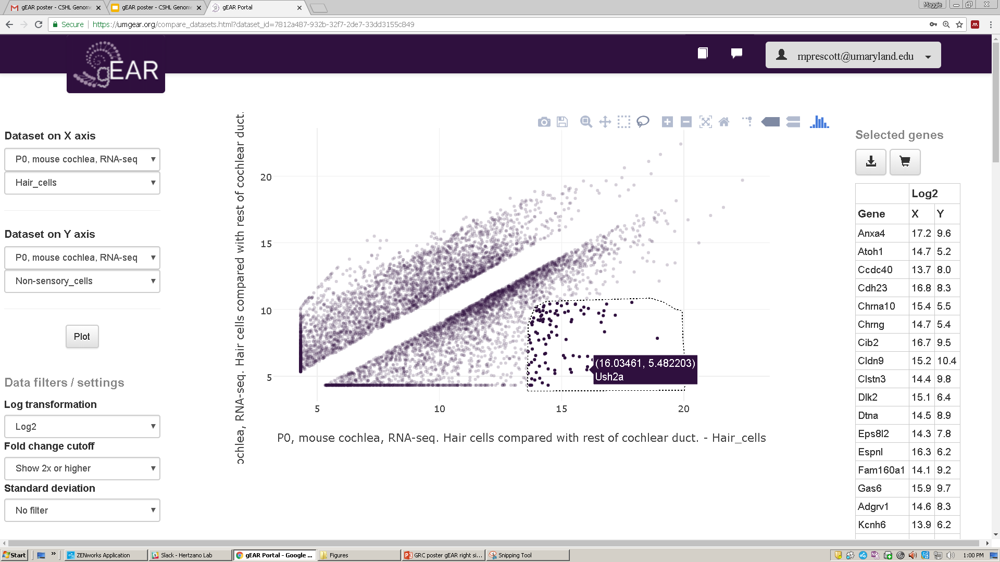 gEAR poster - CSHL Genome
gEAR poster - CSHL Genome
gEAR Portal
Maggie
Secure
https://umgear.org/compare_datasets.html?dataset_id=7812a487-932b-32f7-2de7-33dd3155c849
gEAR
mprescott@umaryland.edu
Dataset on X axis
P0, mouse cochlea, RNA-seq
Hair_cells
Dataset on Y axis
P0, mouse cochlea, RNA-seq
Non-sensory_cells
Plot
Data filters / settings
Log transformation
Log2
Fold change cutoff
Show 2x or higher
Standard deviation
No filter
ochlea, RNA-seq. Hair cells compared with rest of cochlear duct.
20
15
10
5
5
10
15
20
(16.03461, 5.482203)
Ush2a
P0, mouse cochlea, RNA-seq. Hair cells compared with rest of cochlear duct. - Hair_cells
Selected genes
Log2
Gene X Y
Anxa4 17.2 9.6
Atoh1 14.7 5.2
Ccdc40 13.7 8.0
Cdh23 16.8 8.3
Chrna10 15.4 5.5
Chrng 14.7 5.4
Cib2 16.7 9.5
Cldn9 15.2 10.4
Clstn3 14.4 9.8
Dlk2 15.1 6.4
Dtna 14.5 8.9
Eps8l2 14.3 7.8
Espnl 16.3 6.2
Fam160a1 14.1 9.2
Gas6 15.9 9.7
Adgrv1 14.6 8.3
Kcnh6 13.9 6.2
Start
ZENworks Application
Slack - Hertzano Lab
gEAR Portal - Google ...
Figures
GRC poster gEAR right si...
Snipping Tool
1:00 PM